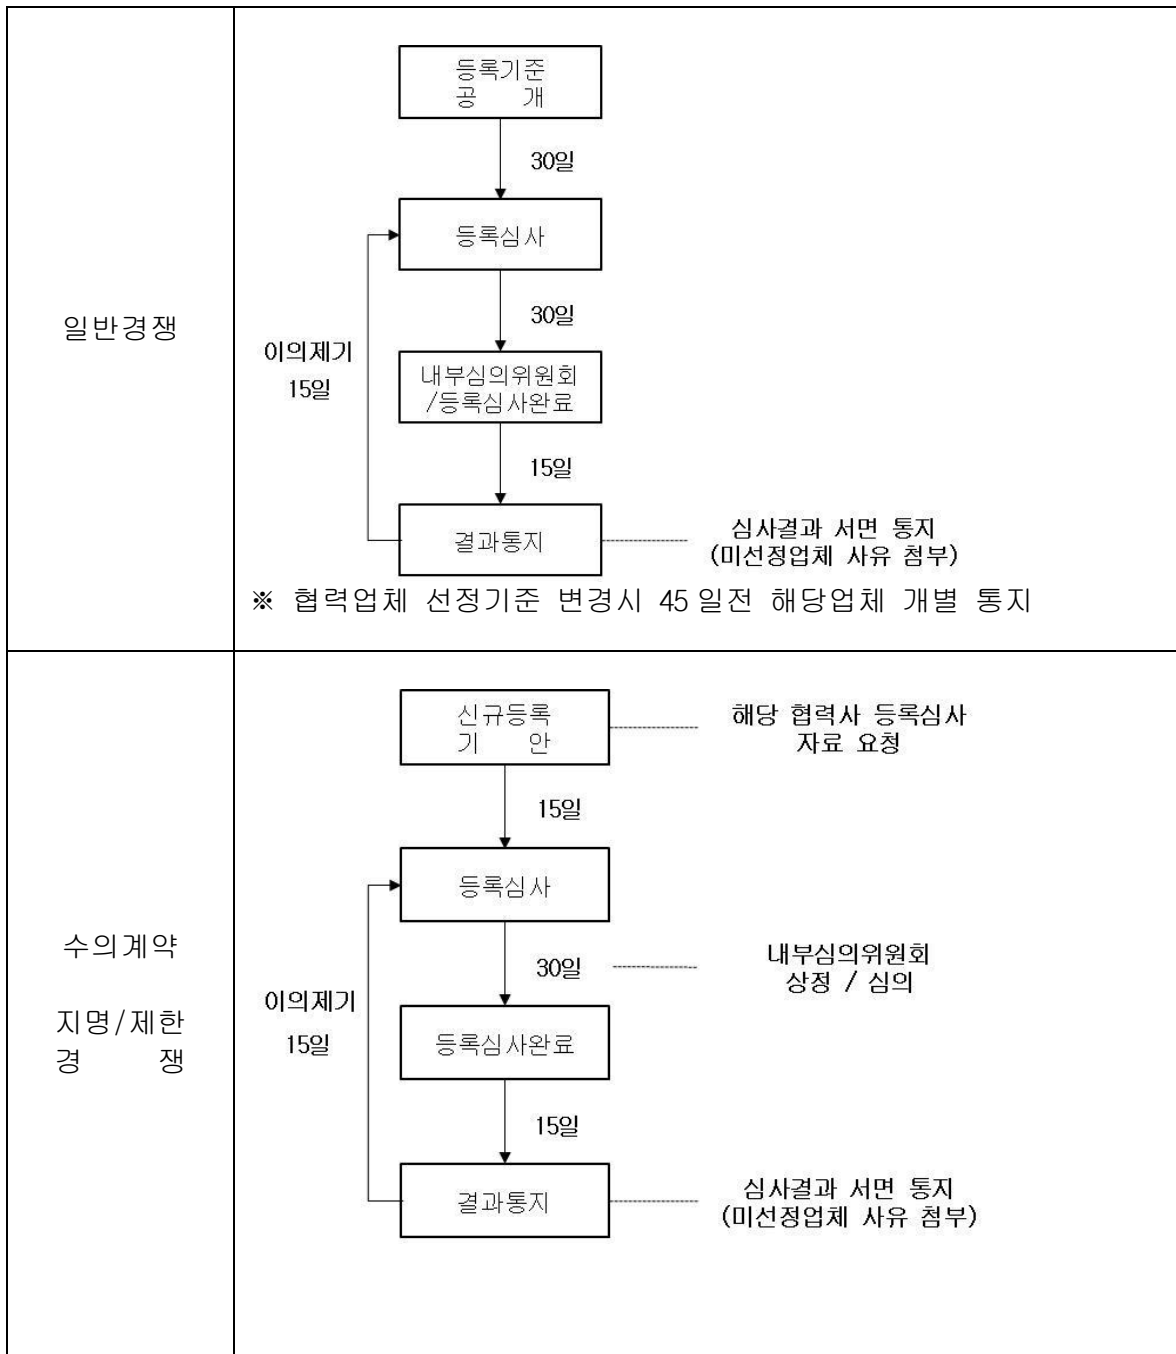 일반경쟁
등록기준
공 개
30일
등록심사
30일
이의제기
15일
내부심의위원회
/등록심사완료
15일
결과통지
심사결과 서면 통지
(미선정업체 사유 첨부)
※ 협력업체 선정기준 변경시 45일전 해당업체 개별 통지
수의계약
지명/제한
경 쟁
신규등록
기 안
해당 협력사 등록심사
자료 요청
15일
등록심사
30일
내부심의위원회
상정 / 심의
이의제기
15일
등록심사완료
15일
결과통지
심사결과 서면 통지
(미선정업체 사유 첨부)